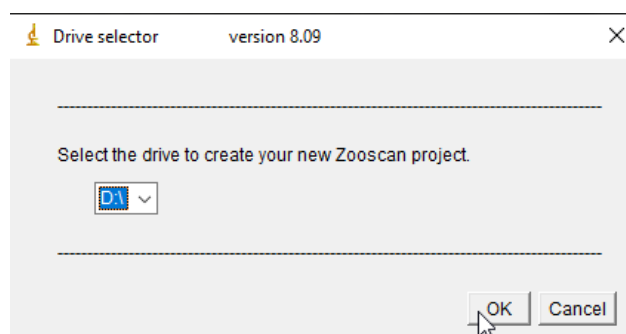 Drive selector version 8.09
Select the drive to create your new Zooscan project.
D:\
OK Cancel